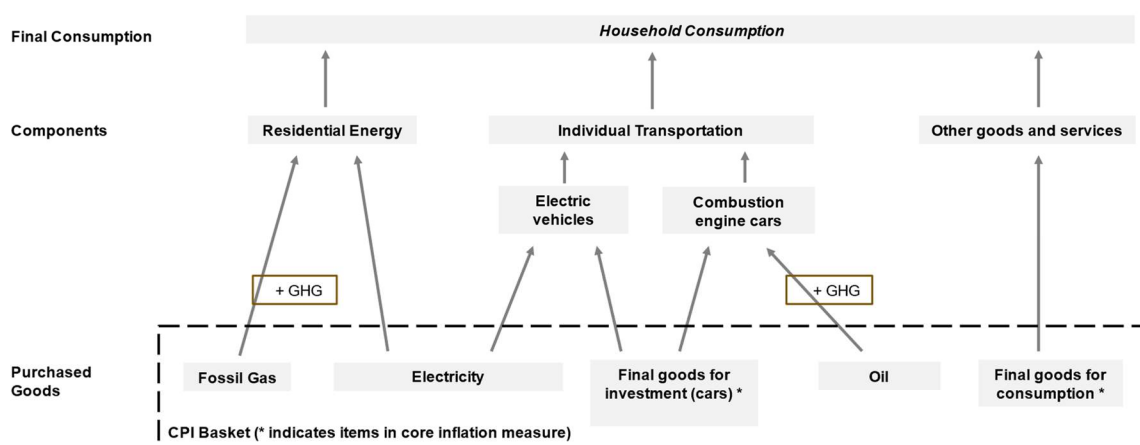 Final Consumption
Household Consumption
Components
Residential Energy
Individual Transportation
Other goods and services
Electric
vehicles
Combustion
engine cars
+ GHG
+ GHG
Purchased
Goods
Fossil Gas
Electricity
Final goods for
investment (cars) *
Oil
Final goods for
consumption *
CPI Basket (* indicates items in core inflation measure)